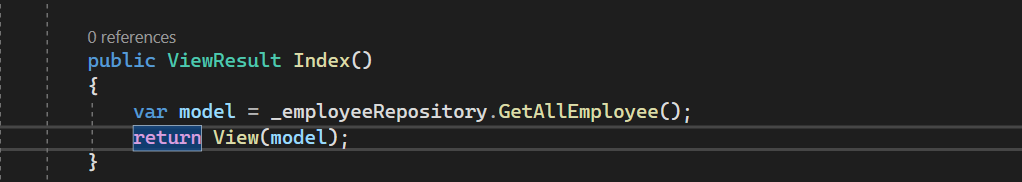 0 references
public ViewResult Index()
{
var model = _employeeRepository.GetAllEmployee();
return View(model);
}